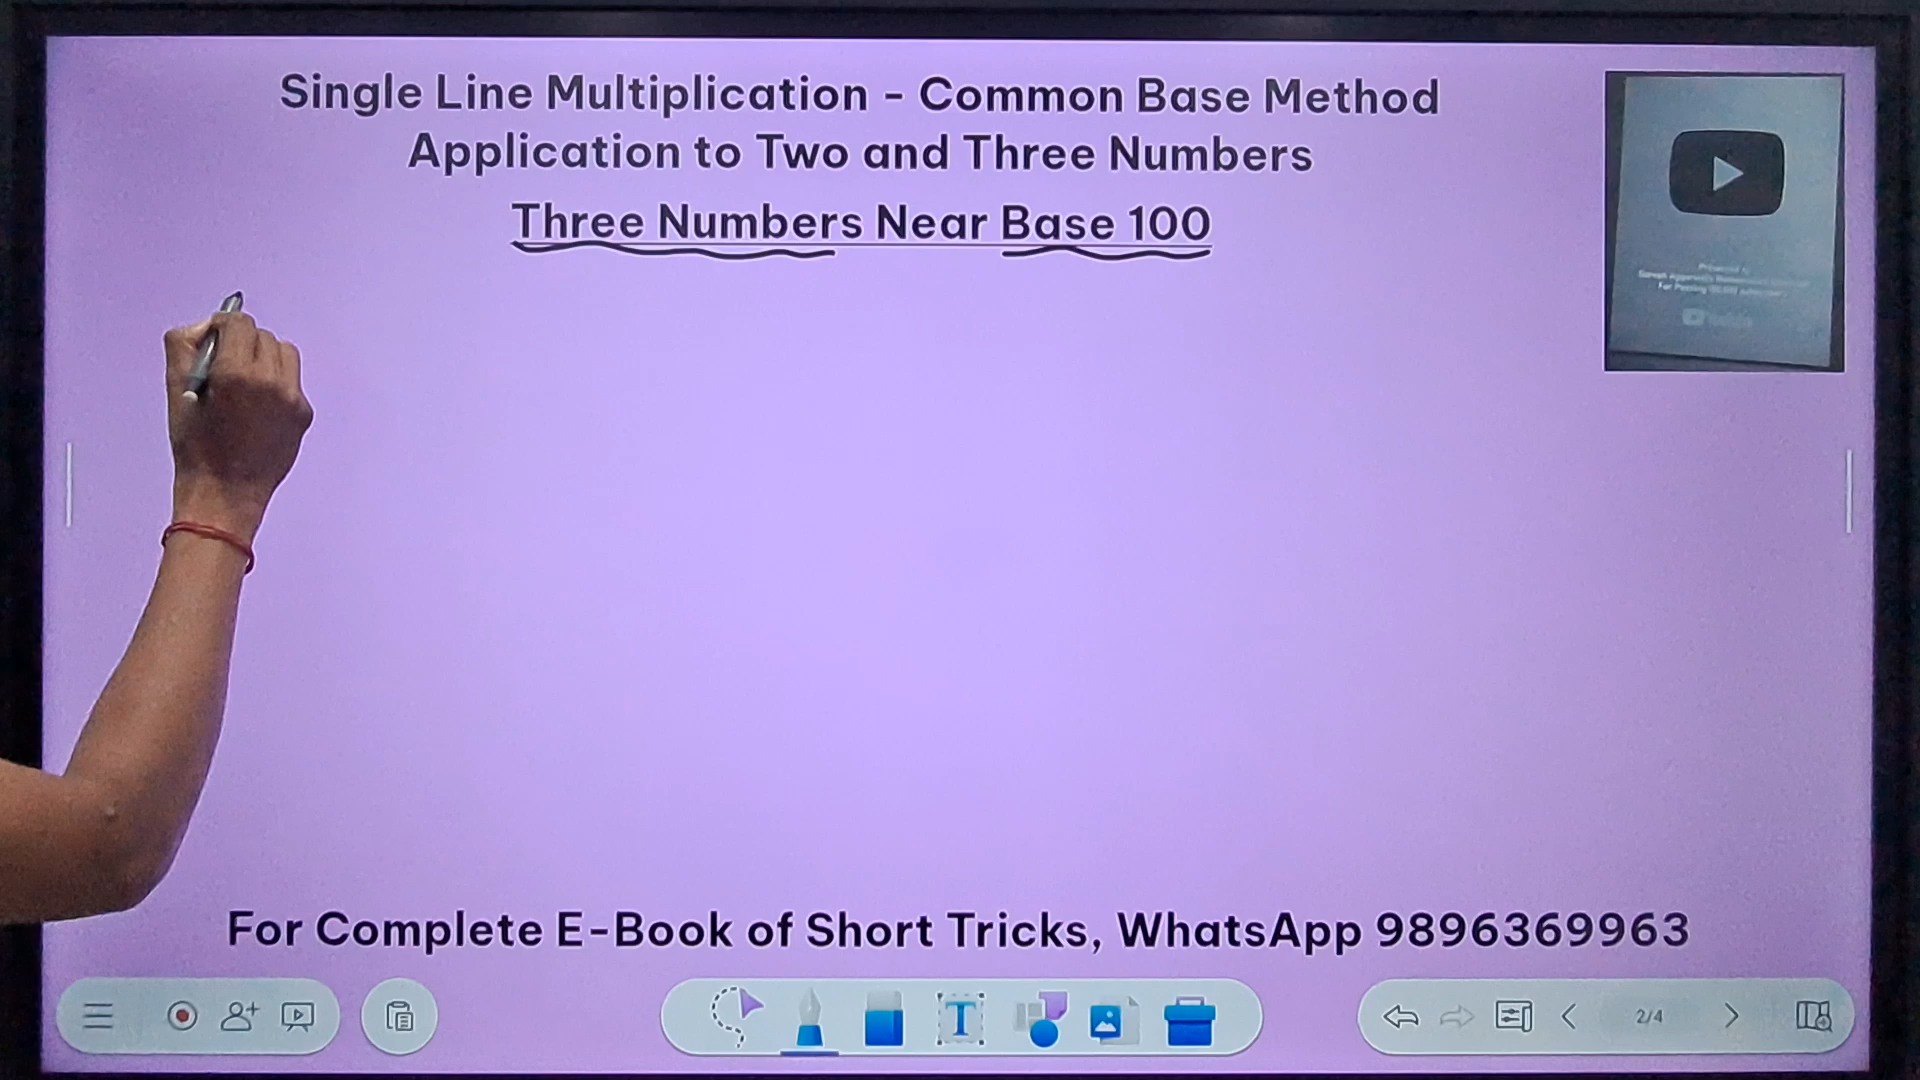 Single Line Multiplication - Common Base Method
Application to Two and Three Numbers
Three Numbers Near Base 100
For Complete E-Book of Short Tricks, WhatsApp 9896369963
T
2/4